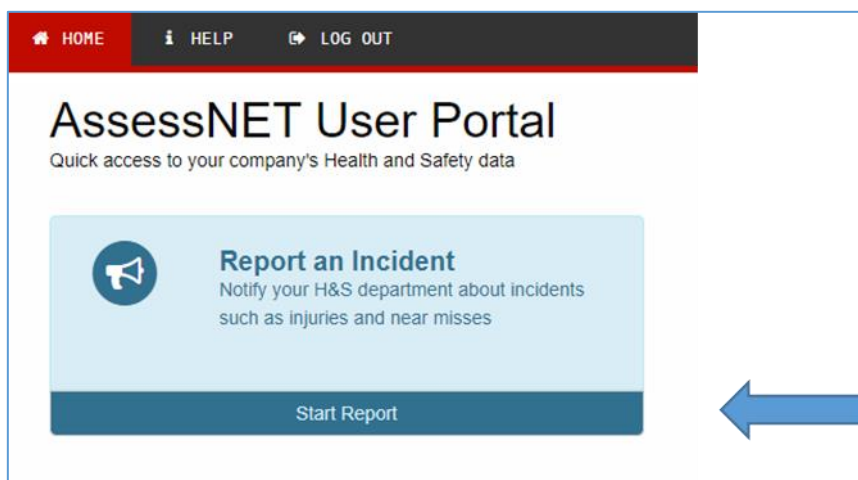 HOME HELP LOG OUT
AssessNET User Portal
Quick access to your company's Health and Safety data
Report an Incident
Notify your H&S department about incidents
such as injuries and near misses
Start Report